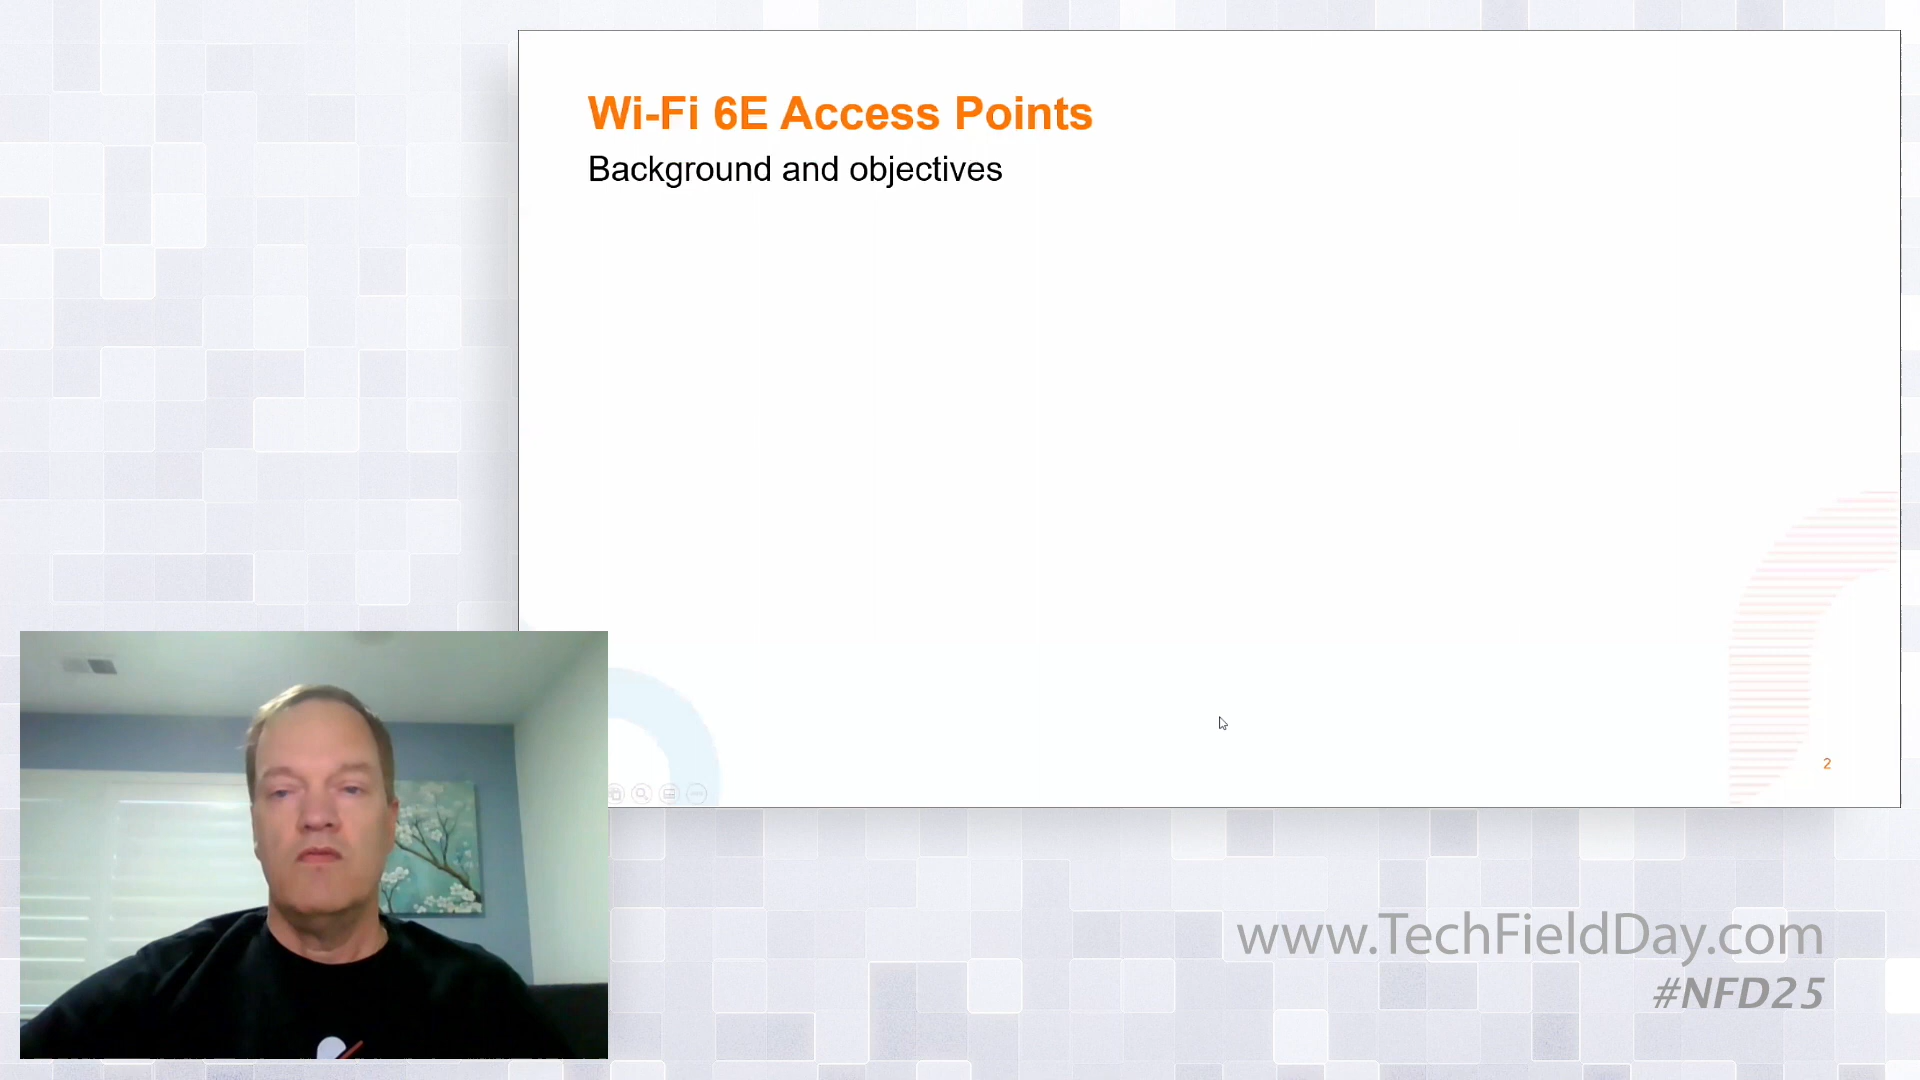 Wi-Fi 6E Access Points
Background and objectives
2
www.TechFieldDay.com
#NFD25